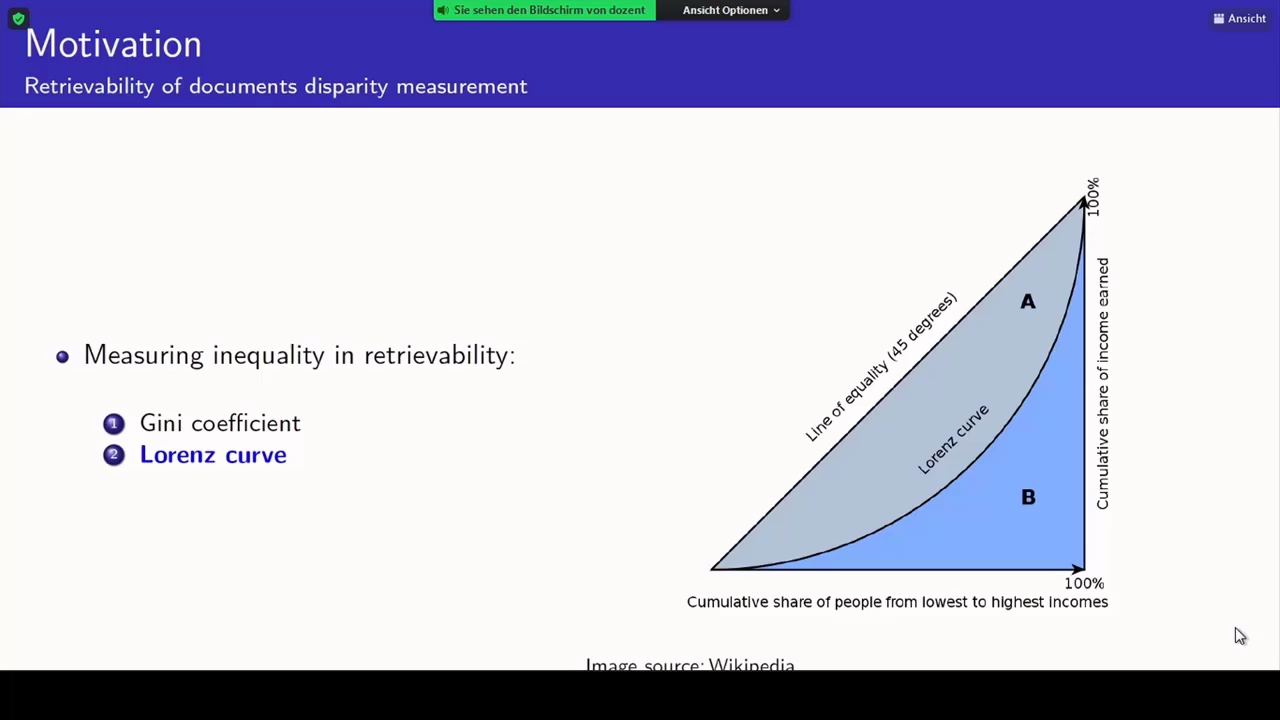 Sie sehen den Bildschirm von dozent
Ansicht Optionen
Ansicht
Motivation
Retrievability of documents disparity measurement
Measuring inequality in retrievability:
1 Gini coefficient
2 Lorenz curve
100%
Line of equality (45 degrees)
A
Cumulative share of income earned
Lorenz curve
B
100%
Cumulative share of people from lowest to highest incomes
Image source: Wikipedia